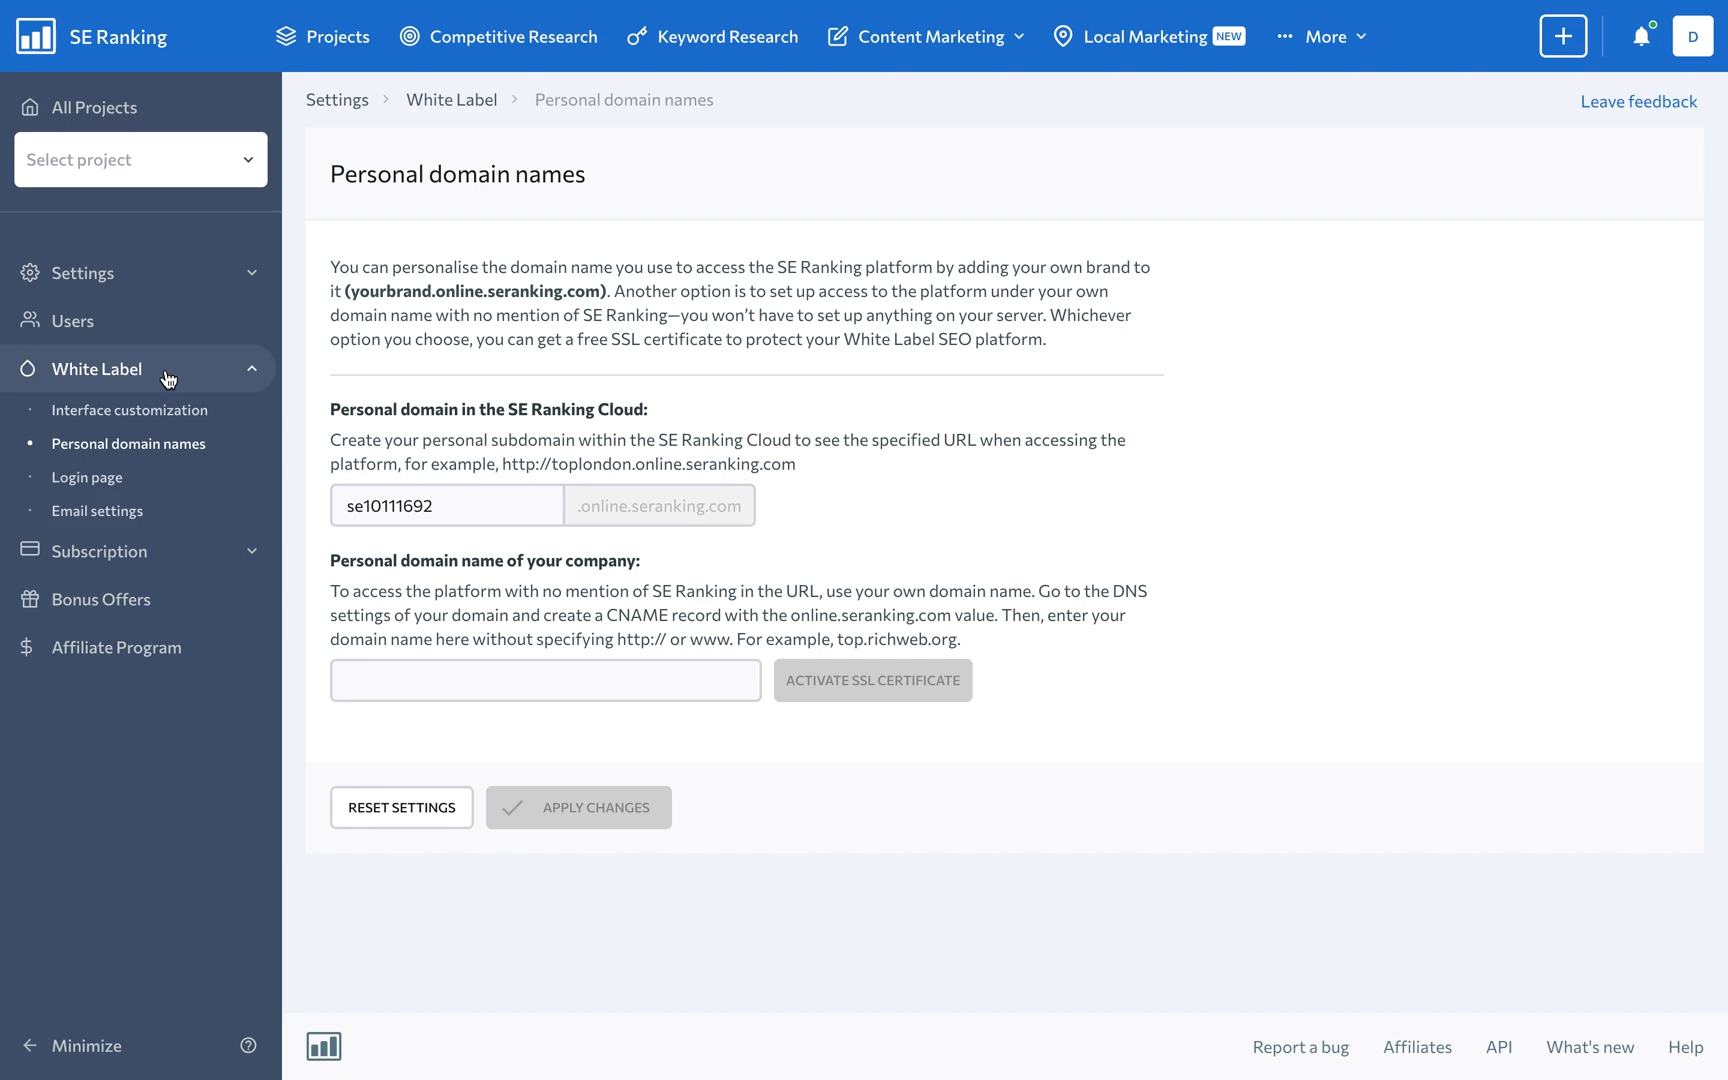 SE Ranking
Projects
Competitive Research
Keyword Research
Content Marketing
Local Marketing NEW
More
D
All Projects
Select project
Settings
Users
White Label
Interface customization
Personal domain names
Login page
Email settings
Subscription
Bonus Offers
Affiliate Program
Minimize
Settings > White Label > Personal domain names
Leave feedback
Personal domain names
You can personalise the domain name you use to access the SE Ranking platform by adding your own brand to
it (yourbrand.online.seranking.com). Another option is to set up access to the platform under your own
domain name with no mention of SE Ranking—you won’t have to set up anything on your server. Whichever
option you choose, you can get a free SSL certificate to protect your White Label SEO platform.
Personal domain in the SE Ranking Cloud:
Create your personal subdomain within the SE Ranking Cloud to see the specified URL when accessing the
platform, for example, http://toplondon.online.seranking.com
se10111692 .online.seranking.com
Personal domain name of your company:
To access the platform with no mention of SE Ranking in the URL, use your own domain name. Go to the DNS
settings of your domain and create a CNAME record with the online.seranking.com value. Then, enter your
domain name here without specifying http:// or www. For example, top.richweb.org.
ACTIVATE SSL CERTIFICATE
RESET SETTINGS
APPLY CHANGES
Report a bug
Affiliates
API
What's new
Help